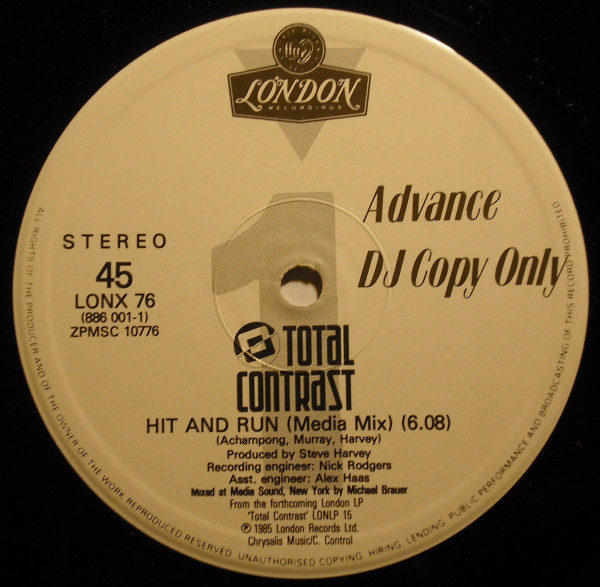 LONDON
RECORDINGS
1
Advance
DJ Copy Only
STEREO
45
LONX 76
(886 001-1)
ZPMSC 10776
TOTAL
CONTRAST
HIT AND RUN (Media Mix) (6.08)
(Achampong, Murray, Harvey)
Produced by Steve Harvey
Recording engineer: Nick Rodgers
Asst. engineer: Alex Haas
Mixed at Media Sound, New York by Michael Brauer
From the forthcoming London LP
'Total Contrast' LONLP 15
℗ 1985 London Records Ltd.
Chrysalis Music/C. Control
ALL RIGHTS OF THE PRODUCER AND OF THE OWNER OF THE WORK REPRODUCED RESERVED. UNAUTHORISED COPYING, HIRING, LENDING, PUBLIC PERFORMANCE AND BROADCASTING OF THIS RECORD PROHIBITED